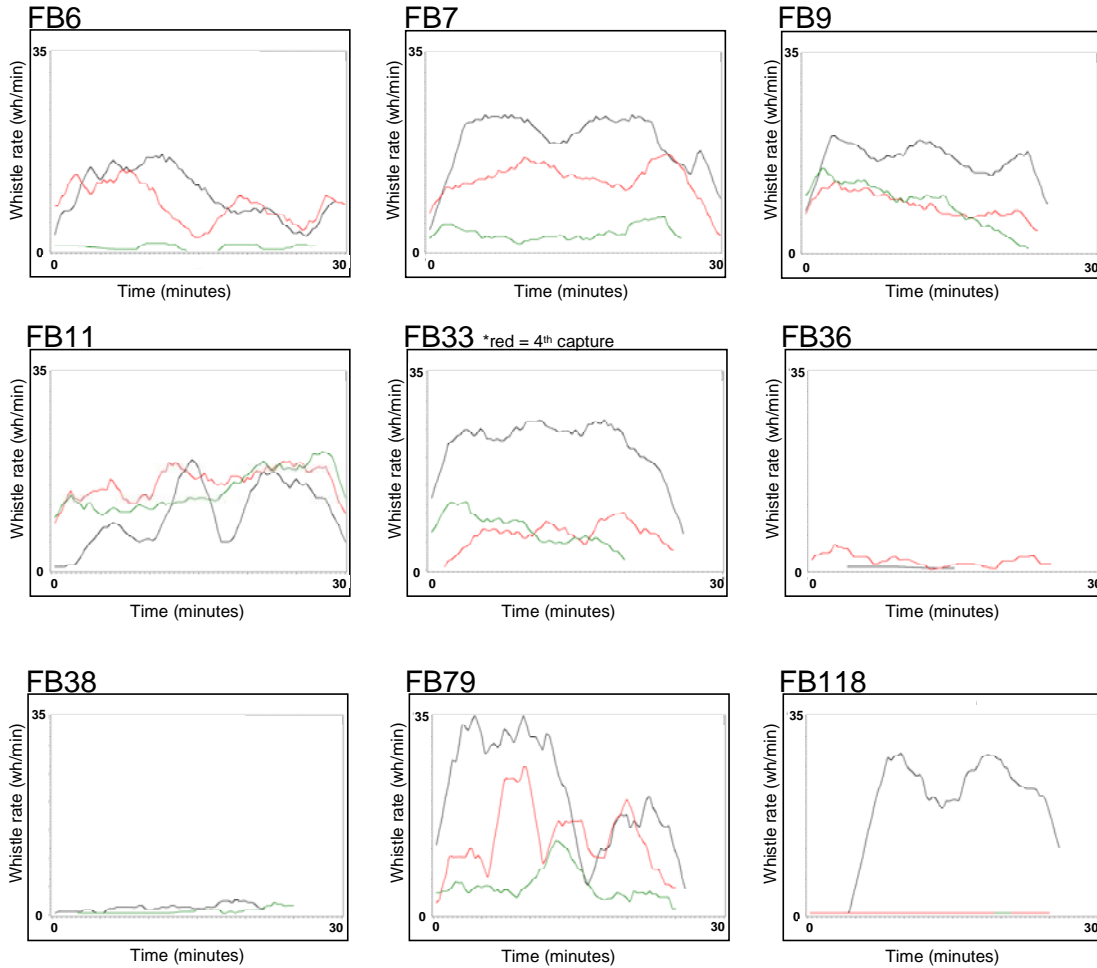 FB6
FB7
FB9
35
35
35
Whistle rate (wh/min)
Whistle rate (wh/min)
Whistle rate (wh/min)
0
0
0
0
30
0
30
0
30
Time (minutes)
Time (minutes)
Time (minutes)
FB11
FB33 *red = 4th capture
FB36
35
35
35
Whistle rate (wh/min)
Whistle rate (wh/min)
Whistle rate (wh/min)
0
0
0
0
30
0
30
0
30
Time (minutes)
Time (minutes)
Time (minutes)
FB38
FB79
FB118
35
35
35
Whistle rate (wh/min)
Whistle rate (wh/min)
Whistle rate (wh/min)
0
0
0
0
30
0
30
0
30
Time (minutes)
Time (minutes)
Time (minutes)